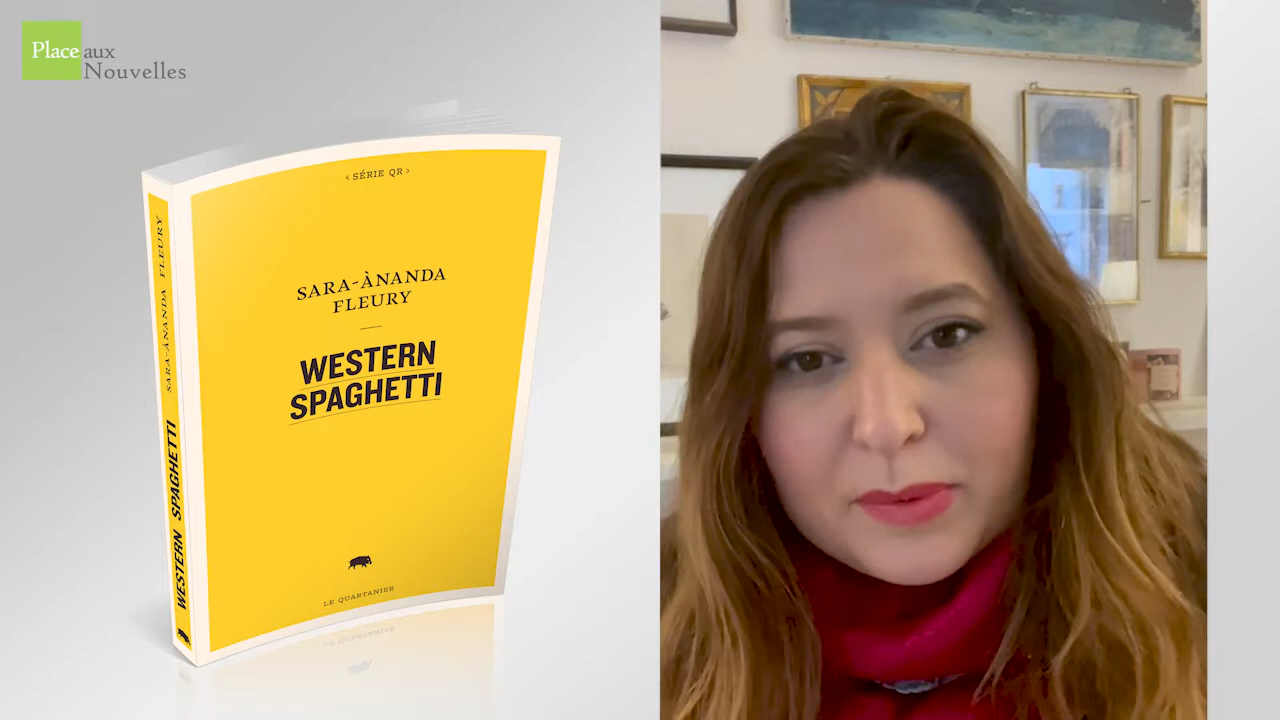 Place aux
Nouvelles
‹ SÉRIE QR ›
SARA-ÀNANDA
FLEURY
WESTERN
SPAGHETTI
LE QUARTANIER
WESTERN SPAGHETTI SARA-ÀNANDA FLEURY